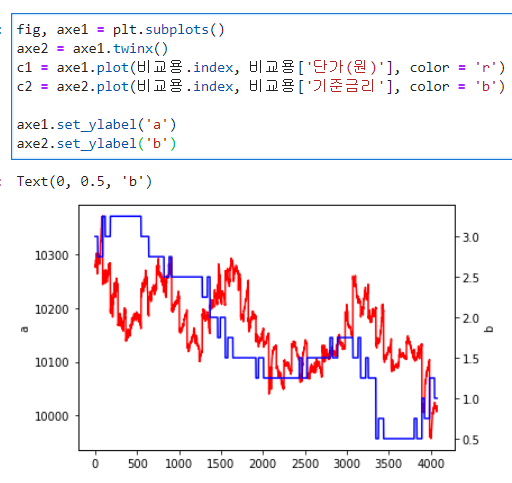 fig, axe1 = plt.subplots()
axe2 = axe1.twinx()
c1 = axe1.plot(비교용.index, 비교용['단가(원)'], color = 'r')
c2 = axe2.plot(비교용.index, 비교용['기준금리'], color = 'b')
axe1.set_ylabel('a')
axe2.set_ylabel('b')
: Text(0, 0.5, 'b')
10300
10200
10100
10000
a
3.0
2.5
2.0
1.5
1.0
0.5
b
0 500 1000 1500 2000 2500 3000 3500 4000